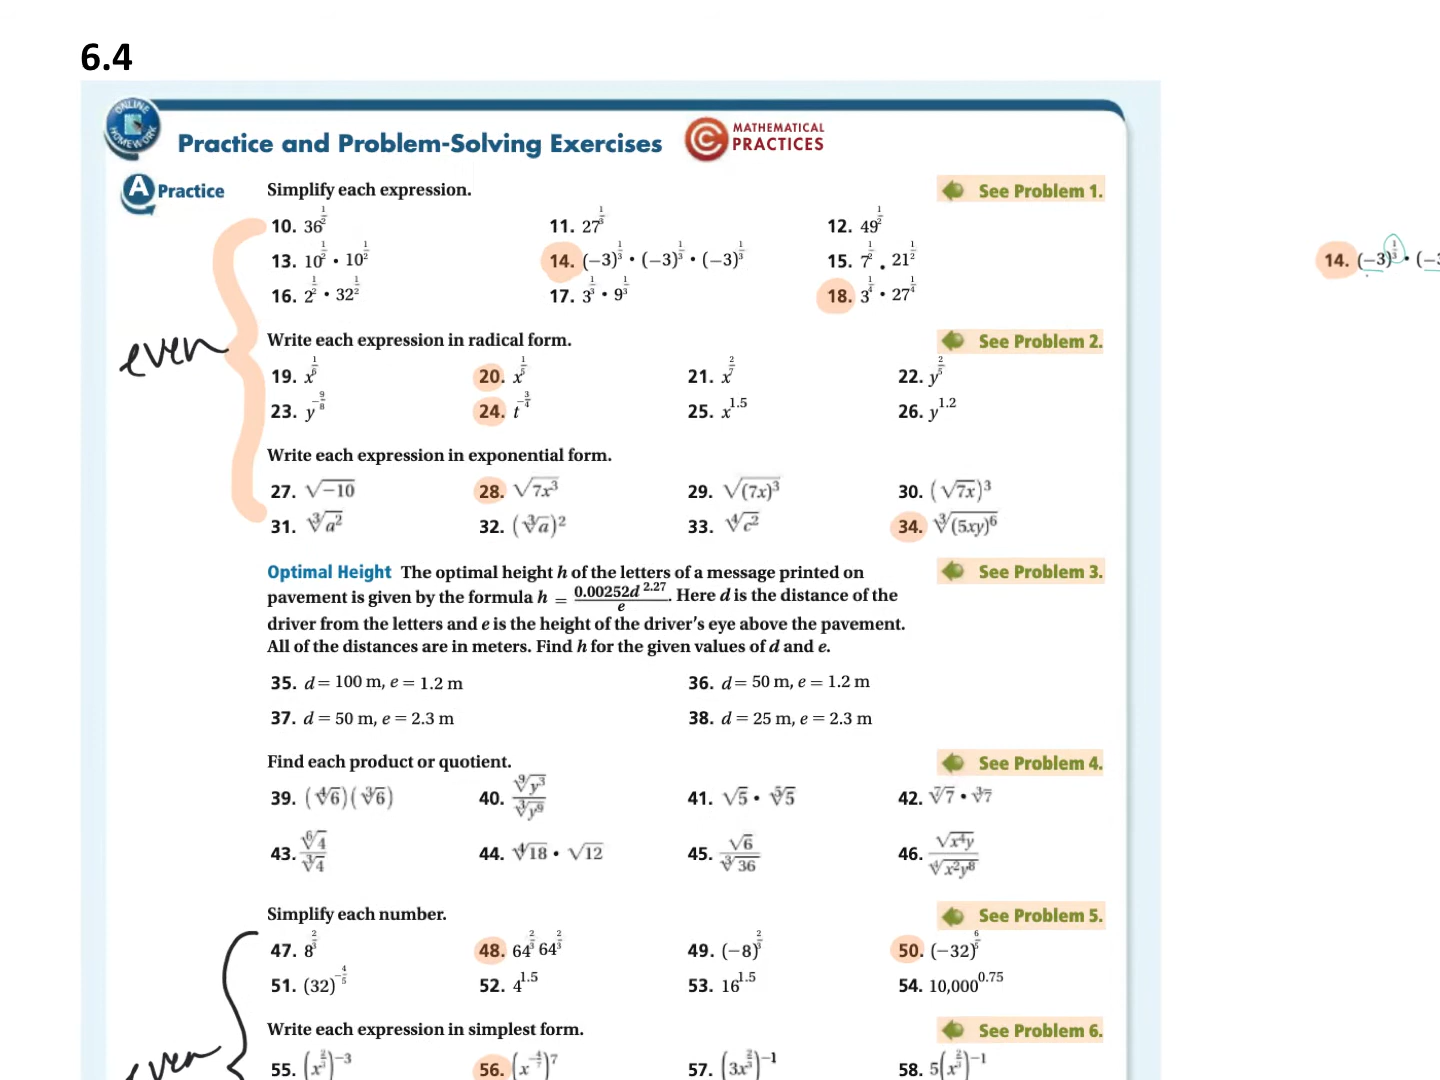 6.4
ONLINE
HOMEWORK
Practice and Problem-Solving Exercises
MATHEMATICAL
PRACTICES
A Practice
Simplify each expression.
See Problem 1.
10. 36^(1/2) 11. 27^(1/3) 12. 49^(1/2)
13. 10^(1/2) • 10^(1/2) 14. (−3)^(1/3) • (−3)^(1/3) • (−3)^(1/3) 15. 7^(1/2) • 21^(1/2)
14. (−3)^(1/3) • (−3
16. 2^(1/2) • 32^(1/2) 17. 3^(1/3) • 9^(1/3) 18. 3^(1/4) • 27^(1/4)
even
Write each expression in radical form.
See Problem 2.
19. x^(1/6) 20. x^(1/5) 21. x^(2/7) 22. y^(2/5)
23. y^(−9/8) 24. t^(−3/4) 25. x^1.5 26. y^1.2
Write each expression in exponential form.
27. √−10 28. √7x³ 29. √(7x)³ 30. (√7x)³
31. ∛a² 32. (∛a)² 33. ∜c² 34. ∛(5xy)⁶
Optimal Height The optimal height h of the letters of a message printed on
See Problem 3.
pavement is given by the formula h = 0.00252d^2.27/e. Here d is the distance of the
driver from the letters and e is the height of the driver's eye above the pavement.
All of the distances are in meters. Find h for the given values of d and e.
35. d = 100 m, e = 1.2 m 36. d = 50 m, e = 1.2 m
37. d = 50 m, e = 2.3 m 38. d = 25 m, e = 2.3 m
Find each product or quotient.
See Problem 4.
39. (∜6)(∛6) 40. ⁹√y³/∛y⁹ 41. √5 • ∛5 42. ⁷√7 • ∛7
43. ⁶√4/∛4 44. ∜18 • √12 45. √6/∛36 46. √x⁴y/∜x²y⁸
Simplify each number.
See Problem 5.
47. 8^(2/3) 48. 64^(2/3) 64^(2/3) 49. (−8)^(2/3) 50. (−32)^(6/5)
51. (32)^(−4/5) 52. 4^1.5 53. 16^1.5 54. 10,000^0.75
Write each expression in simplest form.
See Problem 6.
even
55. (x^(2/3))^−3 56. (x^(−4/7))^7 57. (3x^(2/3))^−1 58. 5(x^(2/3))^−1